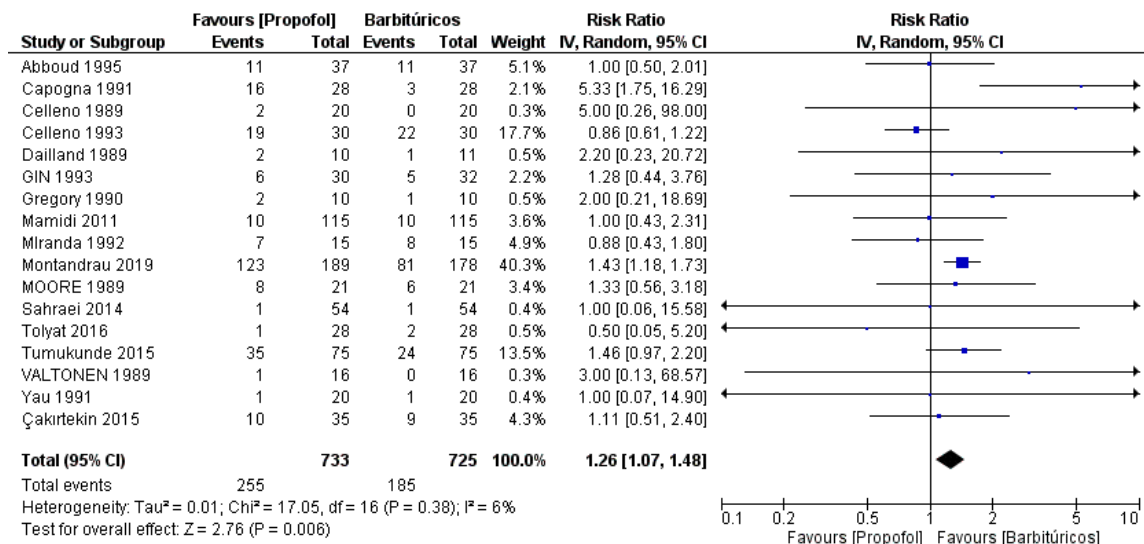 Favours [Propofol] Barbitúricos Risk Ratio Risk Ratio
Study or Subgroup Events Total Events Total Weight IV, Random, 95% CI IV, Random, 95% CI
Abboud 1995 11 37 11 37 5.1% 1.00 [0.50, 2.01]
Capogna 1991 16 28 3 28 2.1% 5.33 [1.75, 16.29]
Celleno 1989 2 20 0 20 0.3% 5.00 [0.26, 98.00]
Celleno 1993 19 30 22 30 17.7% 0.86 [0.61, 1.22]
Dailland 1989 2 10 1 11 0.5% 2.20 [0.23, 20.72]
GIN 1993 6 30 5 32 2.2% 1.28 [0.44, 3.76]
Gregory 1990 2 10 1 10 0.5% 2.00 [0.21, 18.69]
Mamidi 2011 10 115 10 115 3.6% 1.00 [0.43, 2.31]
MIranda 1992 7 15 8 15 4.9% 0.88 [0.43, 1.80]
Montandrau 2019 123 189 81 178 40.3% 1.43 [1.18, 1.73]
MOORE 1989 8 21 6 21 3.4% 1.33 [0.56, 3.18]
Sahraei 2014 1 54 1 54 0.4% 1.00 [0.06, 15.58]
Tolyat 2016 1 28 2 28 0.5% 0.50 [0.05, 5.20]
Tumukunde 2015 35 75 24 75 13.5% 1.46 [0.97, 2.20]
VALTONEN 1989 1 16 0 16 0.3% 3.00 [0.13, 68.57]
Yau 1991 1 20 1 20 0.4% 1.00 [0.07, 14.90]
Çakırtekin 2015 10 35 9 35 4.3% 1.11 [0.51, 2.40]
Total (95% CI) 733 725 100.0% 1.26 [1.07, 1.48]
Total events 255 185
Heterogeneity: Tau² = 0.01; Chi² = 17.05, df = 16 (P = 0.38); I² = 6%
Test for overall effect: Z = 2.76 (P = 0.006)
0.1 0.2 0.5 1 2 5 10
Favours [Propofol] Favours [Barbitúricos]